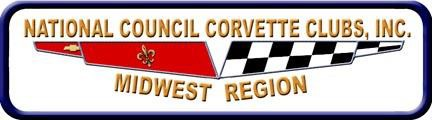 NATIONAL COUNCIL CORVETTE CLUBS, INC.
MIDWEST REGION